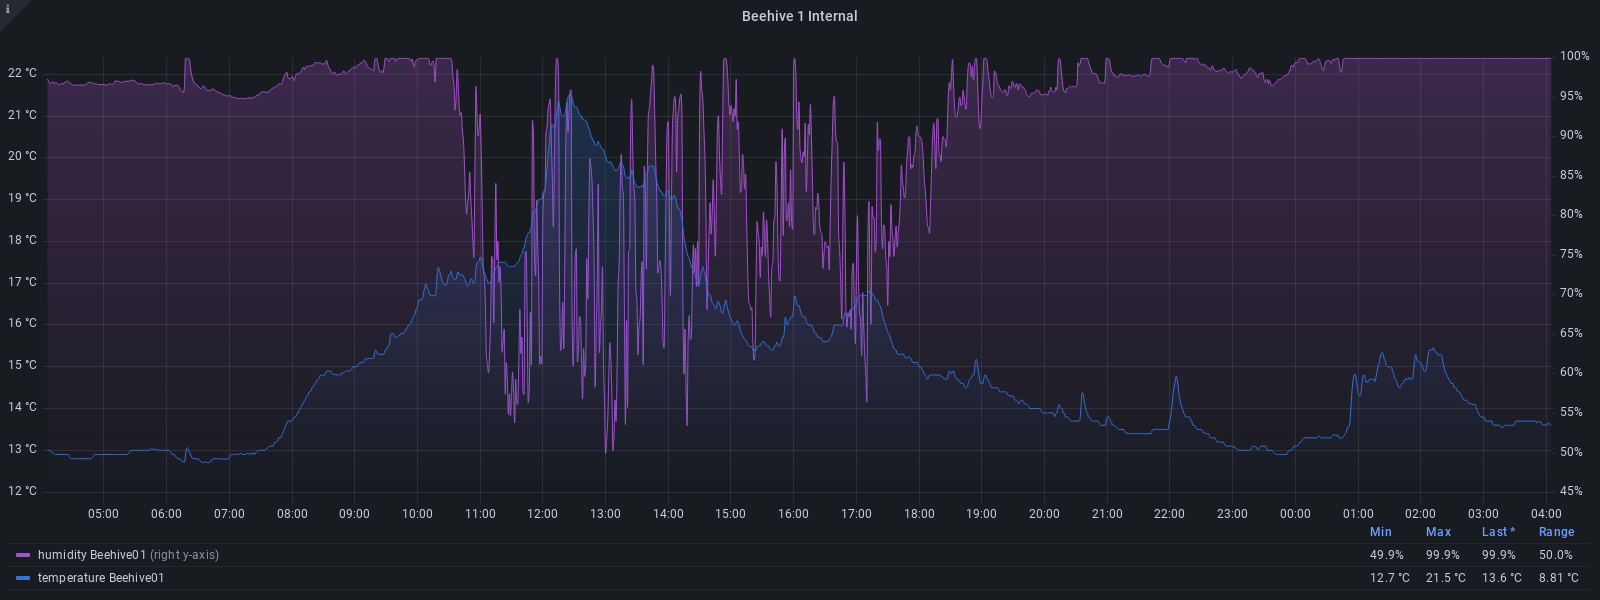 i
Beehive 1 Internal
22 °C
21 °C
20 °C
19 °C
18 °C
17 °C
16 °C
15 °C
14 °C
13 °C
12 °C
100%
95%
90%
85%
80%
75%
70%
65%
60%
55%
50%
45%
05:00 06:00 07:00 08:00 09:00 10:00 11:00 12:00 13:00 14:00 15:00 16:00 17:00 18:00 19:00 20:00 21:00 22:00 23:00 00:00 01:00 02:00 03:00 04:00
Min Max Last * Range
humidity Beehive01 (right y-axis) 49.9% 99.9% 99.9% 50.0%
temperature Beehive01 12.7 °C 21.5 °C 13.6 °C 8.81 °C